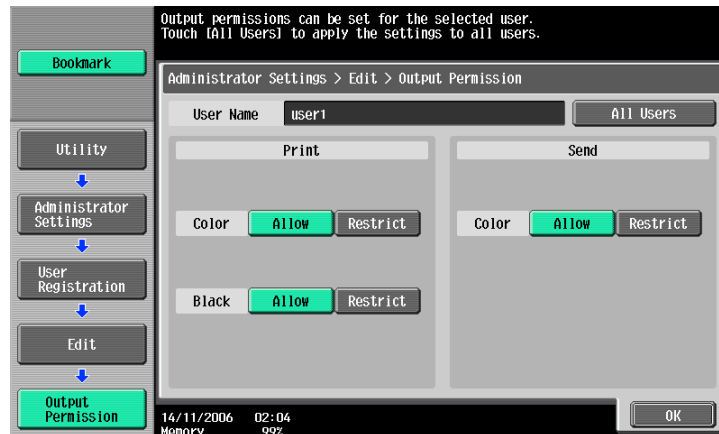 Output permissions can be set for the selected user.
Touch [All Users] to apply the settings to all users.
Bookmark
Administrator Settings > Edit > Output Permission
User Name
user1
All Users
Utility
Administrator
Settings
User
Registration
Edit
Output
Permission
Print
Color
Allow
Restrict
Black
Allow
Restrict
Send
Color
Allow
Restrict
14/11/2006 02:04
Memory 99%
OK